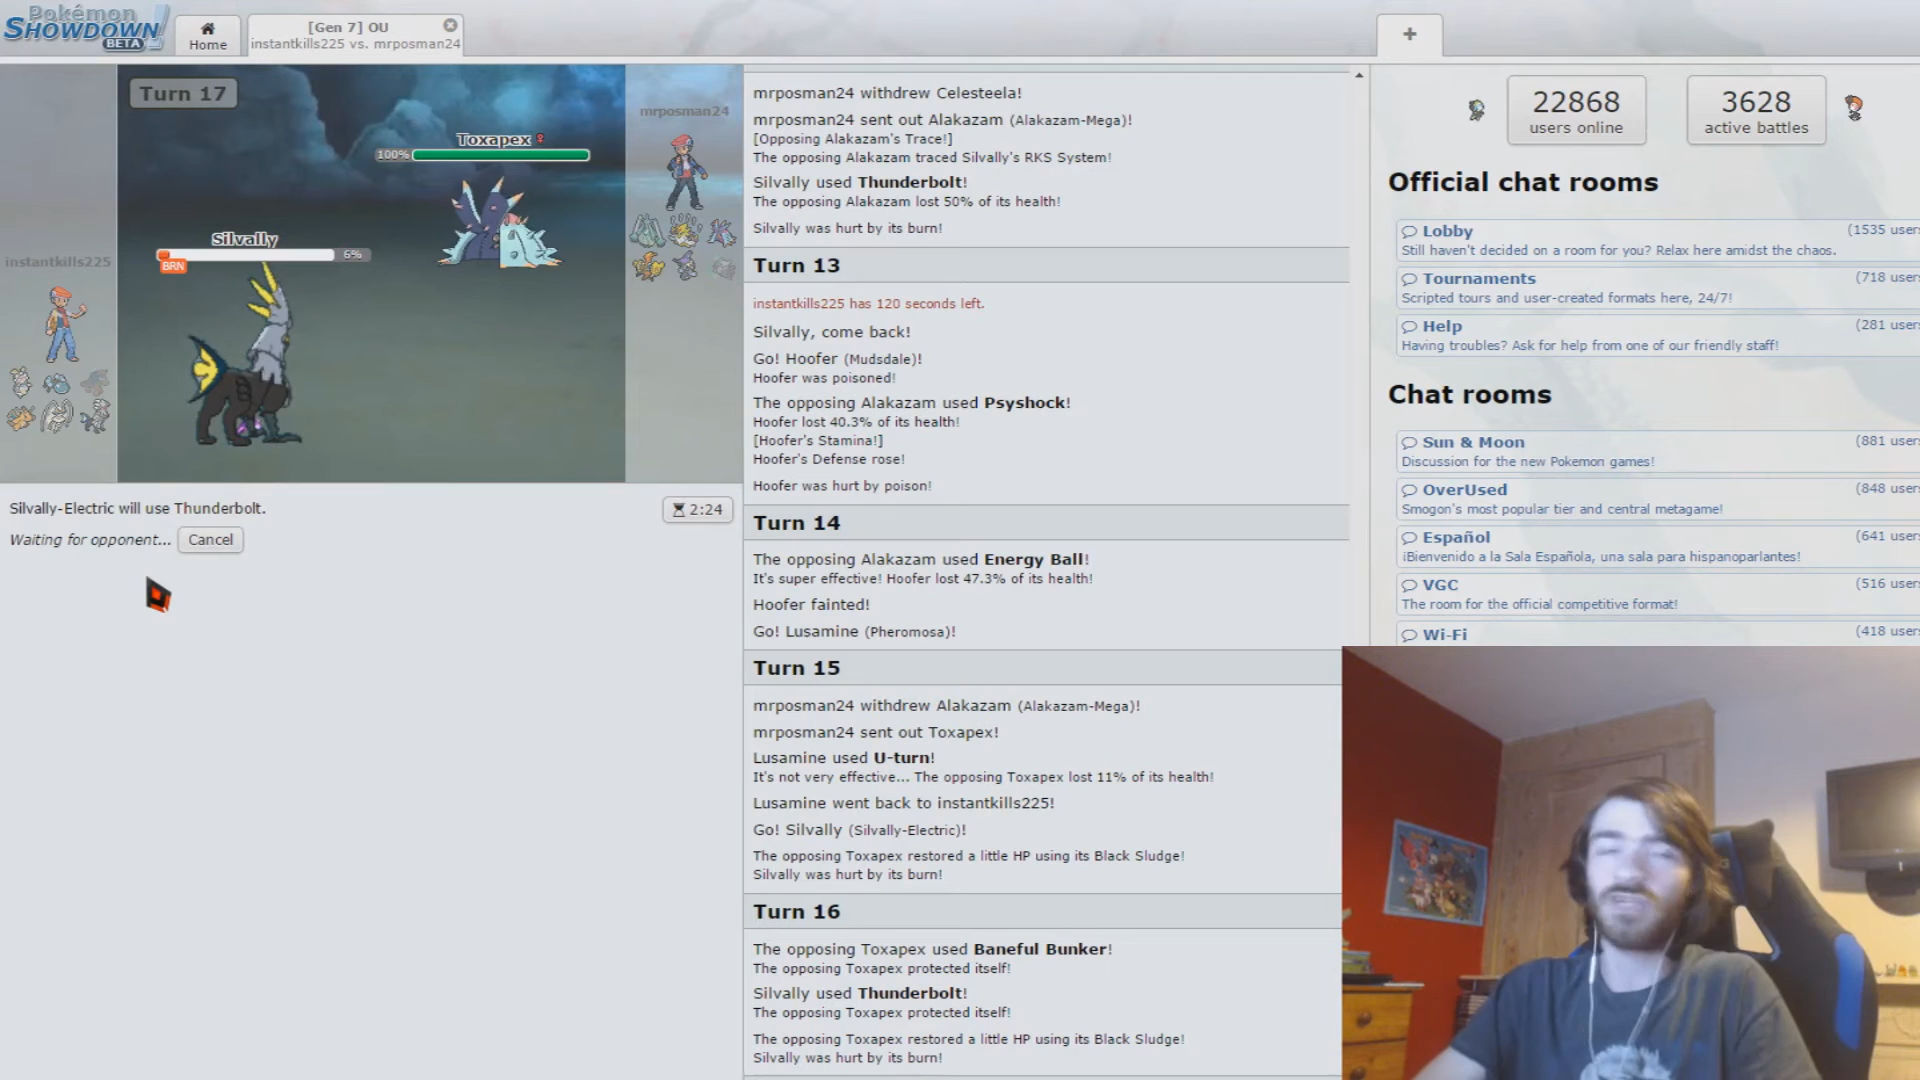 Pokémon
SHOWDOWN!
BETA
Home
[Gen 7] OU
instantkills225 vs. mrposman24
+
Turn 17
Toxapex
100%
Silvally
6%
BRN
instantkills225
mrposman24
Silvally-Electric will use Thunderbolt.
2:24
Waiting for opponent...
Cancel
mrposman24 withdrew Celesteela!
mrposman24 sent out Alakazam (Alakazam-Mega)!
[Opposing Alakazam's Trace!]
The opposing Alakazam traced Silvally's RKS System!
Silvally used Thunderbolt!
The opposing Alakazam lost 50% of its health!
Silvally was hurt by its burn!
Turn 13
instantkills225 has 120 seconds left.
Silvally, come back!
Go! Hoofer (Mudsdale)!
Hoofer was poisoned!
The opposing Alakazam used Psyshock!
Hoofer lost 40.3% of its health!
[Hoofer's Stamina!]
Hoofer's Defense rose!
Hoofer was hurt by poison!
Turn 14
The opposing Alakazam used Energy Ball!
It's super effective! Hoofer lost 47.3% of its health!
Hoofer fainted!
Go! Lusamine (Pheromosa)!
Turn 15
mrposman24 withdrew Alakazam (Alakazam-Mega)!
mrposman24 sent out Toxapex!
Lusamine used U-turn!
It's not very effective... The opposing Toxapex lost 11% of its health!
Lusamine went back to instantkills225!
Go! Silvally (Silvally-Electric)!
The opposing Toxapex restored a little HP using its Black Sludge!
Silvally was hurt by its burn!
Turn 16
The opposing Toxapex used Baneful Bunker!
The opposing Toxapex protected itself!
Silvally used Thunderbolt!
The opposing Toxapex protected itself!
The opposing Toxapex restored a little HP using its Black Sludge!
Silvally was hurt by its burn!
22868
users online
3628
active battles
Official chat rooms
Lobby (1535 users
Still haven't decided on a room for you? Relax here amidst the chaos.
Tournaments (718 users
Scripted tours and user-created formats here, 24/7!
Help (281 users
Having troubles? Ask for help from one of our friendly staff!
Chat rooms
Sun & Moon (881 users
Discussion for the new Pokemon games!
OverUsed (848 users
Smogon's most popular tier and central metagame!
Español (641 users
¡Bienvenido a la Sala Española, una sala para hispanoparlantes!
VGC (516 users
The room for the official competitive format!
Wi-Fi (418 users